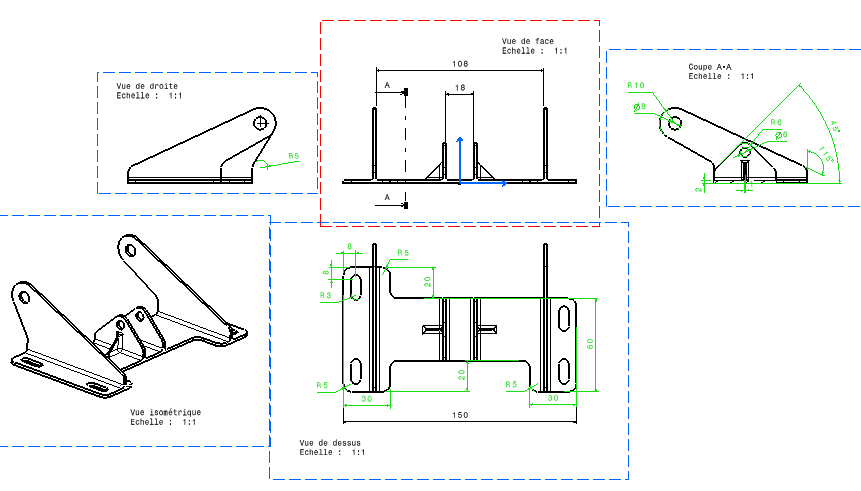 Vue de droite
Echelle : 1:1
R5
Vue de face
Echelle : 1:1
108
A
18
A
Coupe A-A
Echelle : 1:1
R10
Ø8
R6
Ø6
45°
115°
2
Vue isométrique
Echelle : 1:1
8
R5
8
20
R3
60
20
R5
R5
30
30
150
Vue de dessus
Echelle : 1:1